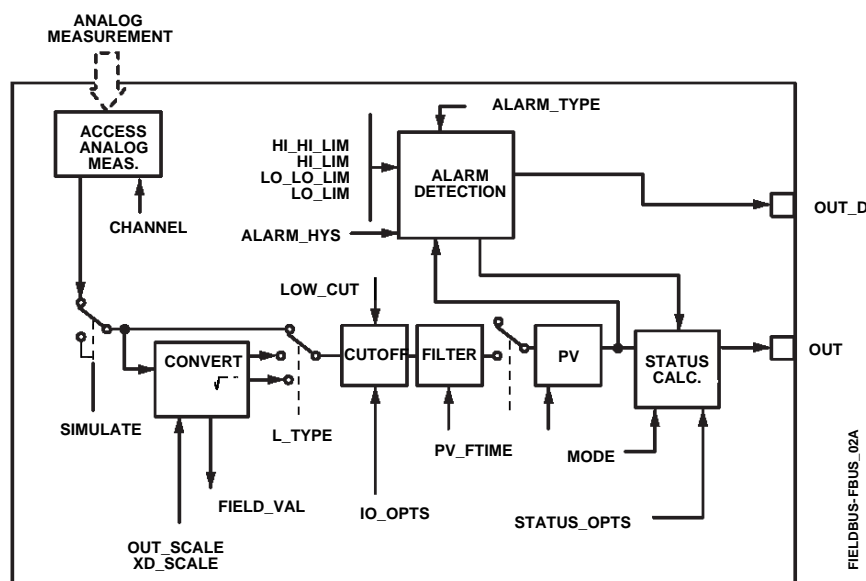 ANALOG
MEASUREMENT
ACCESS
ANALOG
MEAS.
CHANNEL
ALARM_TYPE
HI_HI_LIM
HI_LIM
LO_LO_LIM
LO_LIM
ALARM
DETECTION
ALARM_HYS
OUT_D
LOW_CUT
CONVERT
√
CUTOFF
FILTER
PV
STATUS
CALC.
OUT
SIMULATE
L_TYPE
PV_FTIME
MODE
FIELD_VAL
IO_OPTS
STATUS_OPTS
OUT_SCALE
XD_SCALE
FIELDBUS-FBUS_02A